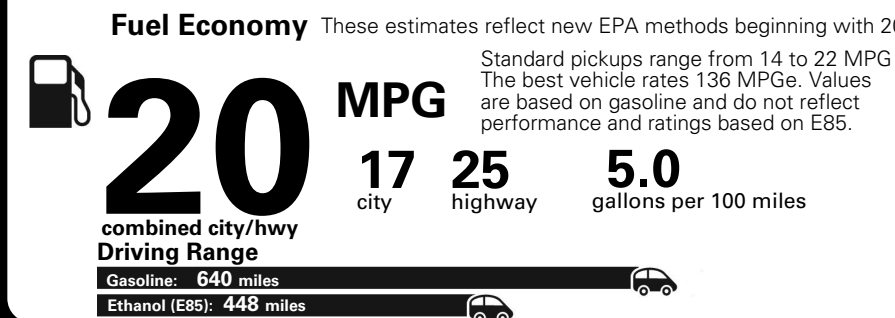 Fuel Economy These estimates reflect new EPA methods beginning with
Standard pickups range from 14 to 22 MPG
The best vehicle rates 136 MPGe. Values
are based on gasoline and do not reflect
performance and ratings based on E85.
20
MPG
17 25 5.0
city highway gallons per 100 miles
combined city/hwy
Driving Range
Gasoline: 640 miles
Ethanol (E85): 448 miles